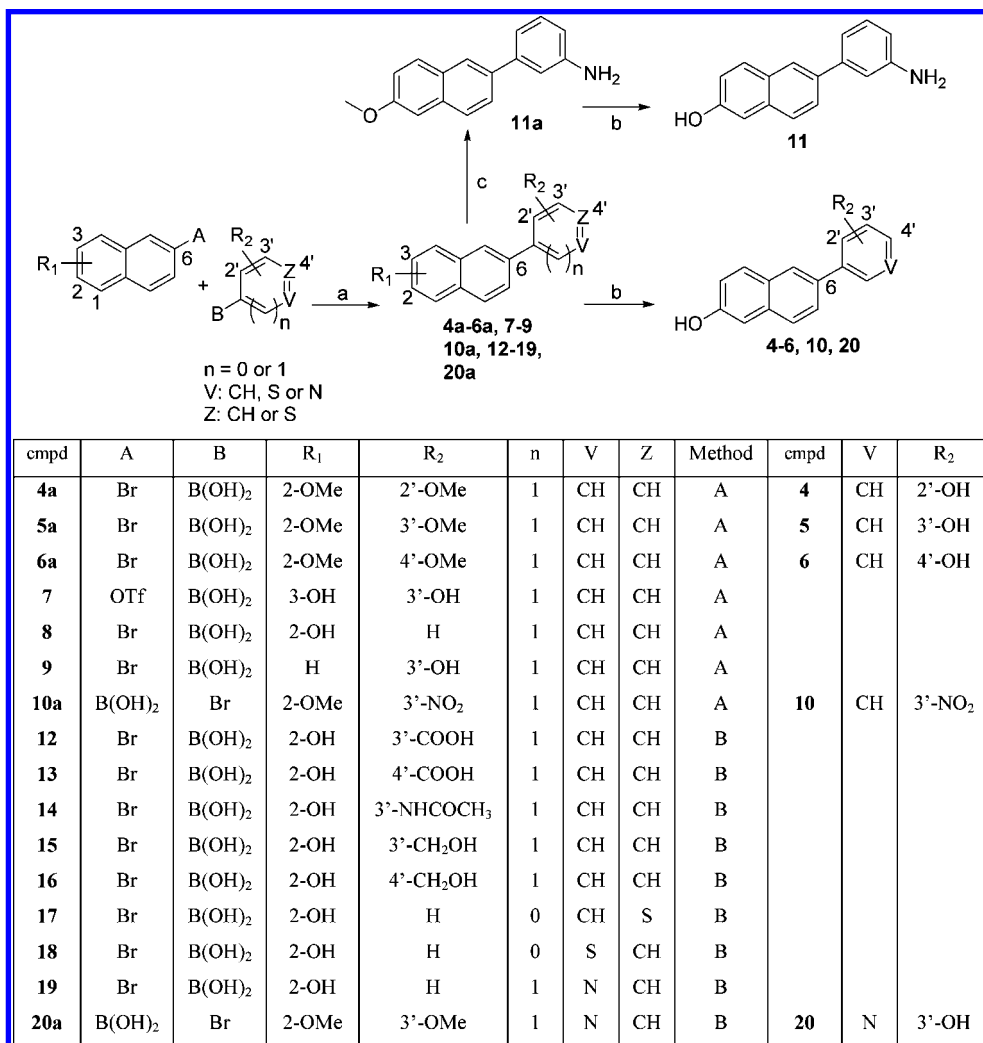 NH2
O
11a
b
HO
NH2
11
c
R2
3'
4'
2'
Z
V
( )n
6
R1
3
2
1
A
6
+
R2
3'
4'
2'
Z
V
B
( )n
a
R1
2
4a-6a, 7-9
10a, 12-19,
20a
b
R2
3'
4'
2'
V
6
HO
4-6, 10, 20
n = 0 or 1
V: CH, S or N
Z: CH or S
cmpd A B R1 R2 n V Z Method cmpd V R2
4a Br B(OH)2 2-OMe 2'-OMe 1 CH CH A 4 CH 2'-OH
5a Br B(OH)2 2-OMe 3'-OMe 1 CH CH A 5 CH 3'-OH
6a Br B(OH)2 2-OMe 4'-OMe 1 CH CH A 6 CH 4'-OH
7 OTf B(OH)2 3-OH 3'-OH 1 CH CH A
8 Br B(OH)2 2-OH H 1 CH CH A
9 Br B(OH)2 H 3'-OH 1 CH CH A
10a B(OH)2 Br 2-OMe 3'-NO2 1 CH CH A 10 CH 3'-NO2
12 Br B(OH)2 2-OH 3'-COOH 1 CH CH B
13 Br B(OH)2 2-OH 4'-COOH 1 CH CH B
14 Br B(OH)2 2-OH 3'-NHCOCH3 1 CH CH B
15 Br B(OH)2 2-OH 3'-CH2OH 1 CH CH B
16 Br B(OH)2 2-OH 4'-CH2OH 1 CH CH B
17 Br B(OH)2 2-OH H 0 CH S B
18 Br B(OH)2 2-OH H 0 S CH B
19 Br B(OH)2 2-OH H 1 N CH B
20a B(OH)2 Br 2-OMe 3'-OMe 1 N CH B 20 N 3'-OH